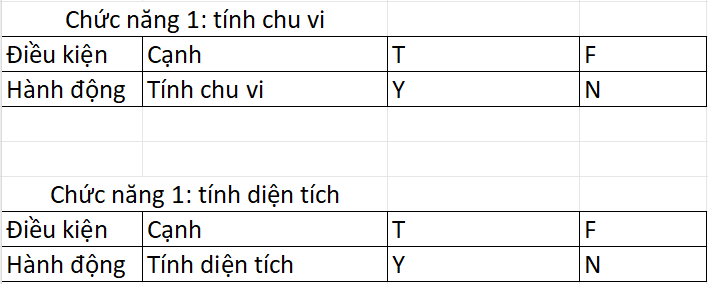 Chức năng 1: tính chu vi
Điều kiện Cạnh T F
Hành động Tính chu vi Y N
Chức năng 1: tính diện tích
Điều kiện Cạnh T F
Hành động Tính diện tích Y N